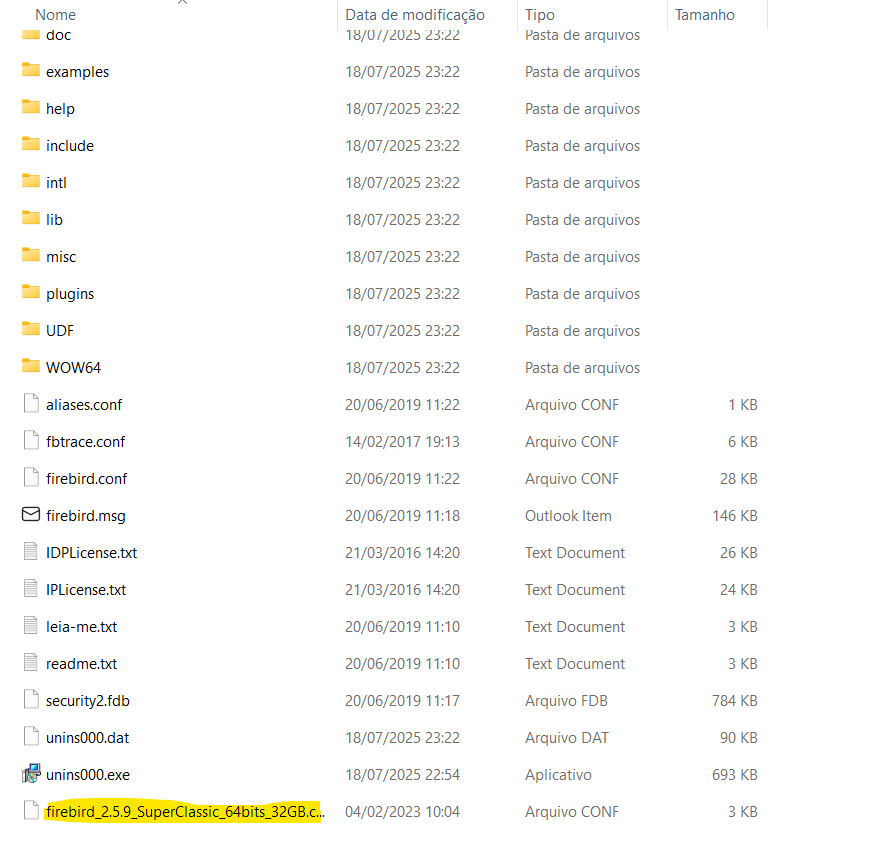 Nome Data de modificação Tipo Tamanho
doc 18/07/2025 23:22 Pasta de arquivos
examples 18/07/2025 23:22 Pasta de arquivos
help 18/07/2025 23:22 Pasta de arquivos
include 18/07/2025 23:22 Pasta de arquivos
intl 18/07/2025 23:22 Pasta de arquivos
lib 18/07/2025 23:22 Pasta de arquivos
misc 18/07/2025 23:22 Pasta de arquivos
plugins 18/07/2025 23:22 Pasta de arquivos
UDF 18/07/2025 23:22 Pasta de arquivos
WOW64 18/07/2025 23:22 Pasta de arquivos
aliases.conf 20/06/2019 11:22 Arquivo CONF 1 KB
fbtrace.conf 14/02/2017 19:13 Arquivo CONF 6 KB
firebird.conf 20/06/2019 11:22 Arquivo CONF 28 KB
firebird.msg 20/06/2019 11:18 Outlook Item 146 KB
IDPLicense.txt 21/03/2016 14:20 Text Document 26 KB
IPLicense.txt 21/03/2016 14:20 Text Document 24 KB
leia-me.txt 20/06/2019 11:10 Text Document 3 KB
readme.txt 20/06/2019 11:10 Text Document 3 KB
security2.fdb 20/06/2019 11:17 Arquivo FDB 784 KB
unins000.dat 18/07/2025 23:22 Arquivo DAT 90 KB
unins000.exe 18/07/2025 22:54 Aplicativo 693 KB
firebird_2.5.9_SuperClassic_64bits_32GB.c... 04/02/2023 10:04 Arquivo CONF 3 KB